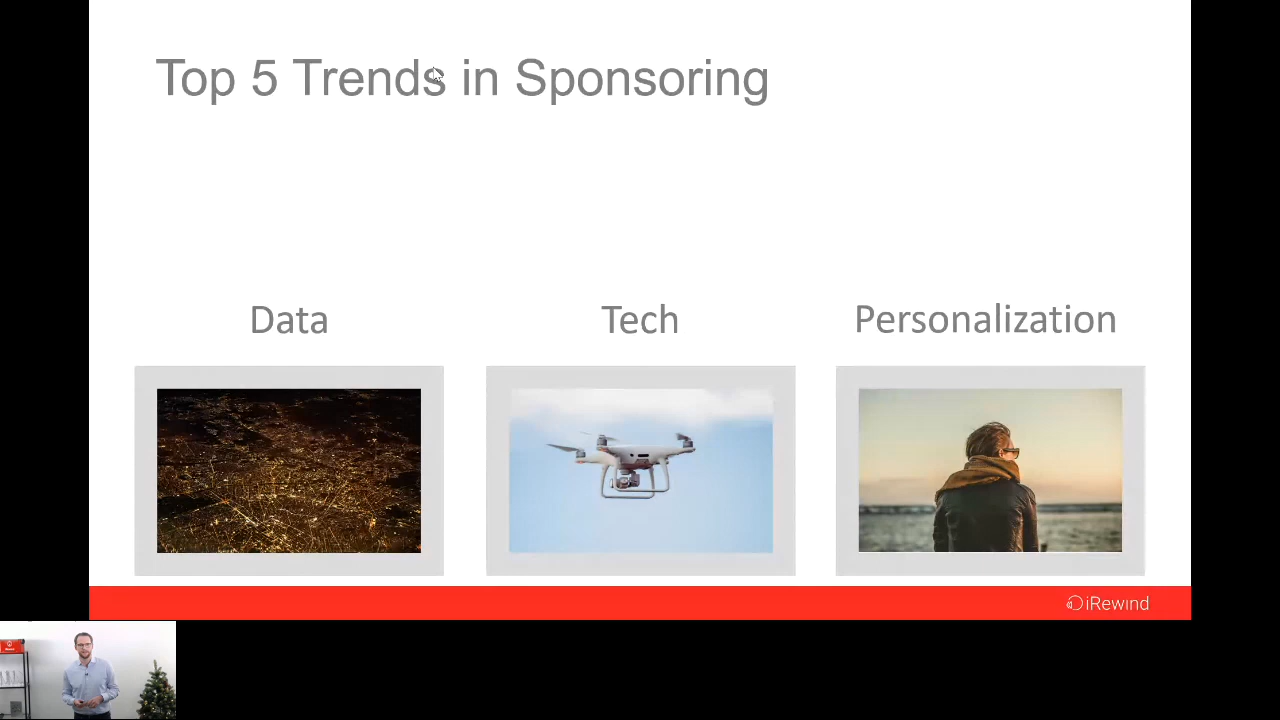 Top 5 Trends in Sponsoring
Data
Tech
Personalization
iRewind